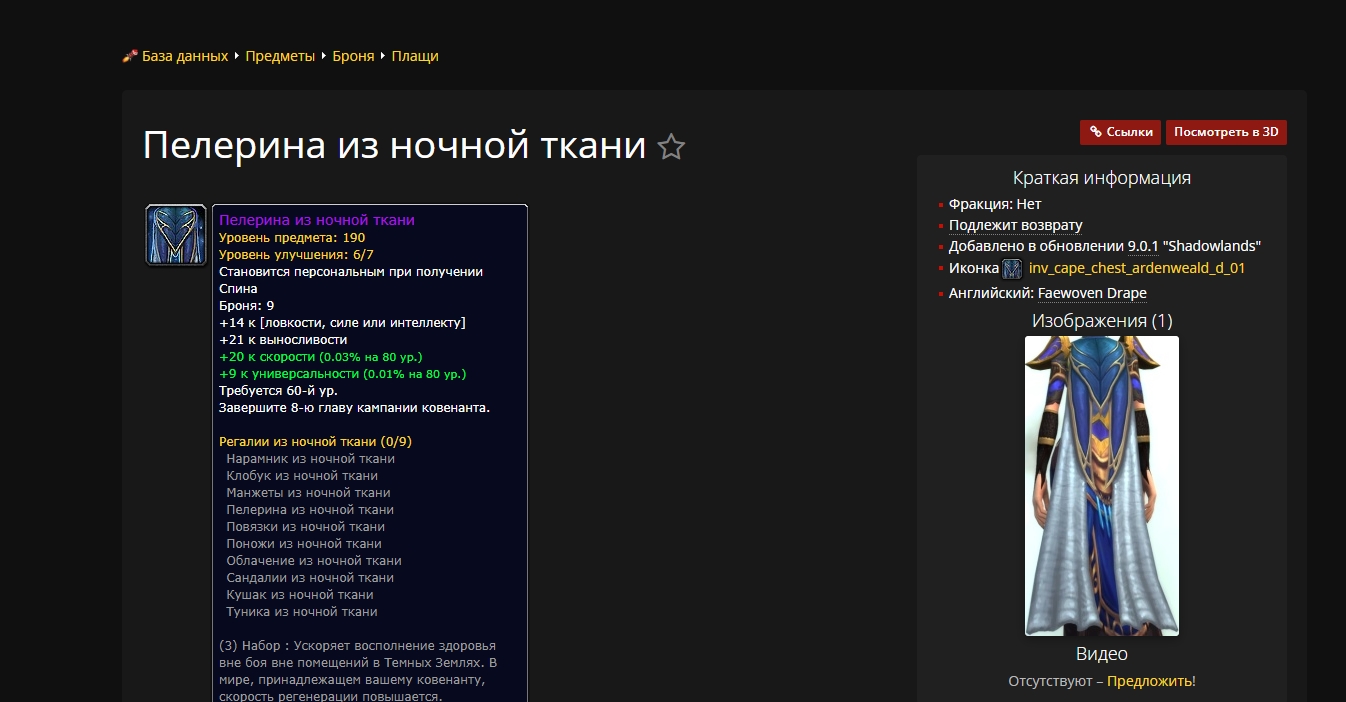 База данных Предметы Броня Плащи
Пелерина из ночной ткани
Ссылки Посмотреть в 3D
Пелерина из ночной ткани
Уровень предмета: 190
Уровень улучшения: 6/7
Становится персональным при получении
Спина
Броня: 9
+14 к [ловкости, силе или интеллекту]
+21 к выносливости
+20 к скорости (0.03% на 80 ур.)
+9 к универсальности (0.01% на 80 ур.)
Требуется 60-й ур.
Завершите 8-ю главу кампании ковенанта.
Регалии из ночной ткани (0/9)
Нарамник из ночной ткани
Клобук из ночной ткани
Манжеты из ночной ткани
Пелерина из ночной ткани
Повязки из ночной ткани
Поножи из ночной ткани
Облачение из ночной ткани
Сандалии из ночной ткани
Кушак из ночной ткани
Туника из ночной ткани
(3) Набор : Ускоряет восполнение здоровья
вне боя вне помещений в Темных Землях. В
мире, принадлежащем вашему ковенанту,
скорость регенерации повышается.
Краткая информация
Фракция: Нет
Подлежит возврату
Добавлено в обновлении 9.0.1 "Shadowlands"
Иконка inv_cape_chest_ardenweald_d_01
Английский: Faewoven Drape
Изображения (1)
Видео
Отсутствуют – Предложить!